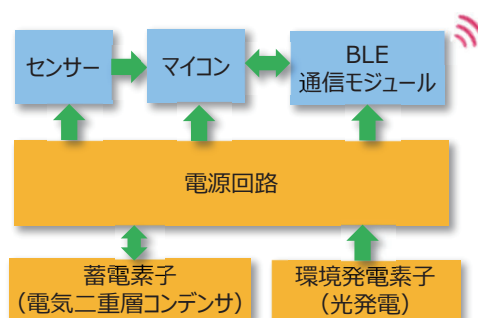 センサー
マイコン
BLE
通信モジュール
電源回路
蓄電素子
（電気二重層コンデンサ）
環境発電素子
（光発電）